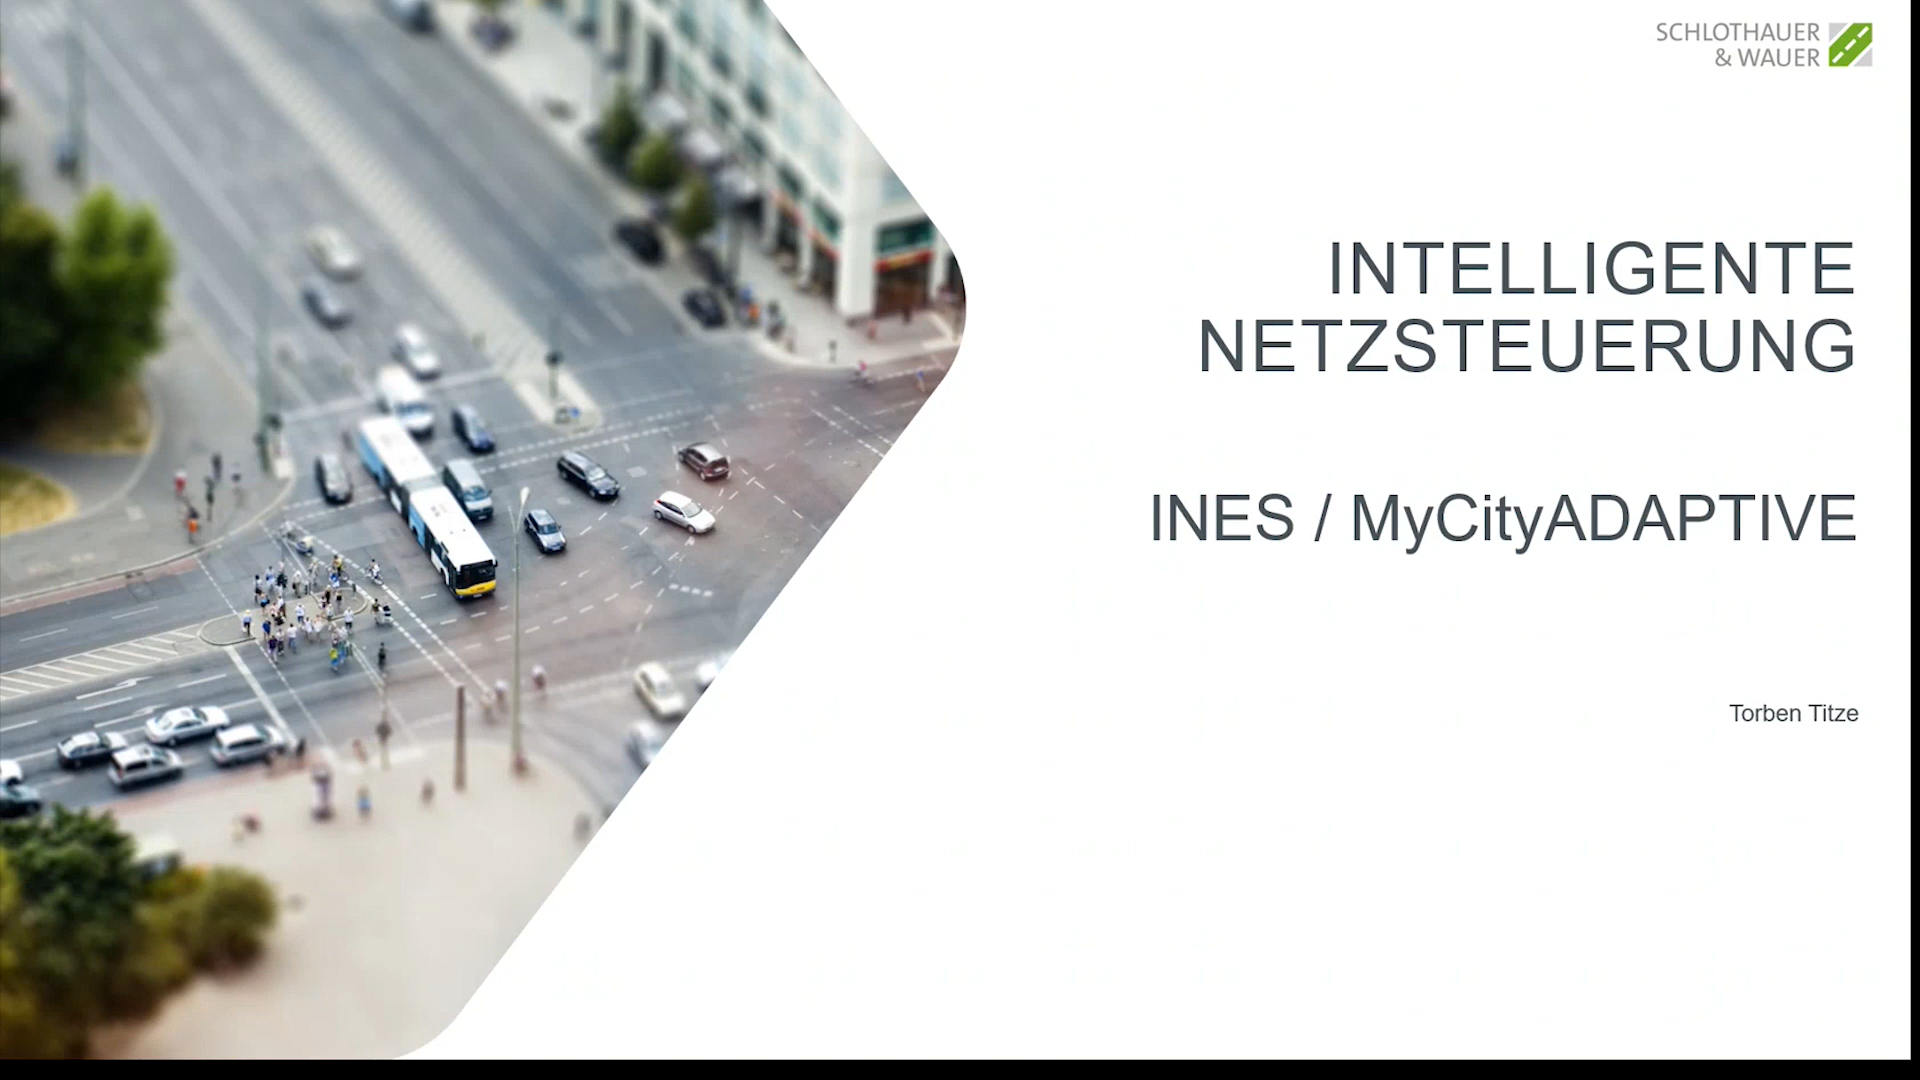 SCHLOTHAUER
& WAUER
INTELLIGENTE
NETZSTEUERUNG
INES / MyCityADAPTIVE
Torben Titze